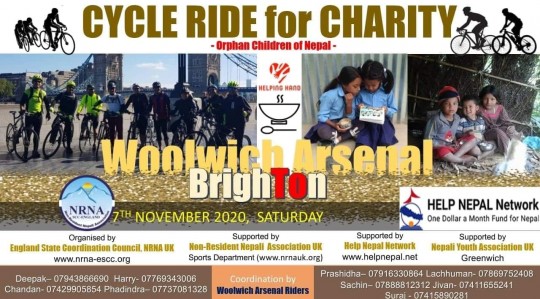 CYCLE RIDE for CHARITY
- Orphan Children of Nepal -
HELPING HAND
Woolwich Arsenal
BrighTon
NRNA
7TH NOVEMBER 2020, SATURDAY
HELP NEPAL Network
One Dollar a Month Fund for Nepal
Organised by
England State Coordination Council, NRNA UK
www.nrna-escc.org
Supported by
Non-Resident Nepali Association UK
Sports Department (www.nrnauk.org)
Supported by
Help Nepal Network
www.helpnepal.net
Supported by
Nepali Youth Association UK
Greenwich
Deepak– 07943866690 Harry- 07769343006
Chandan- 07429905854 Phadindra– 07737081328
Coordination by
Woolwich Arsenal Riders
Prashidha– 07916330864 Lachhuman- 07869752408
Sachin– 07888812312 Jivan- 07411655241
Suraj - 07415890281